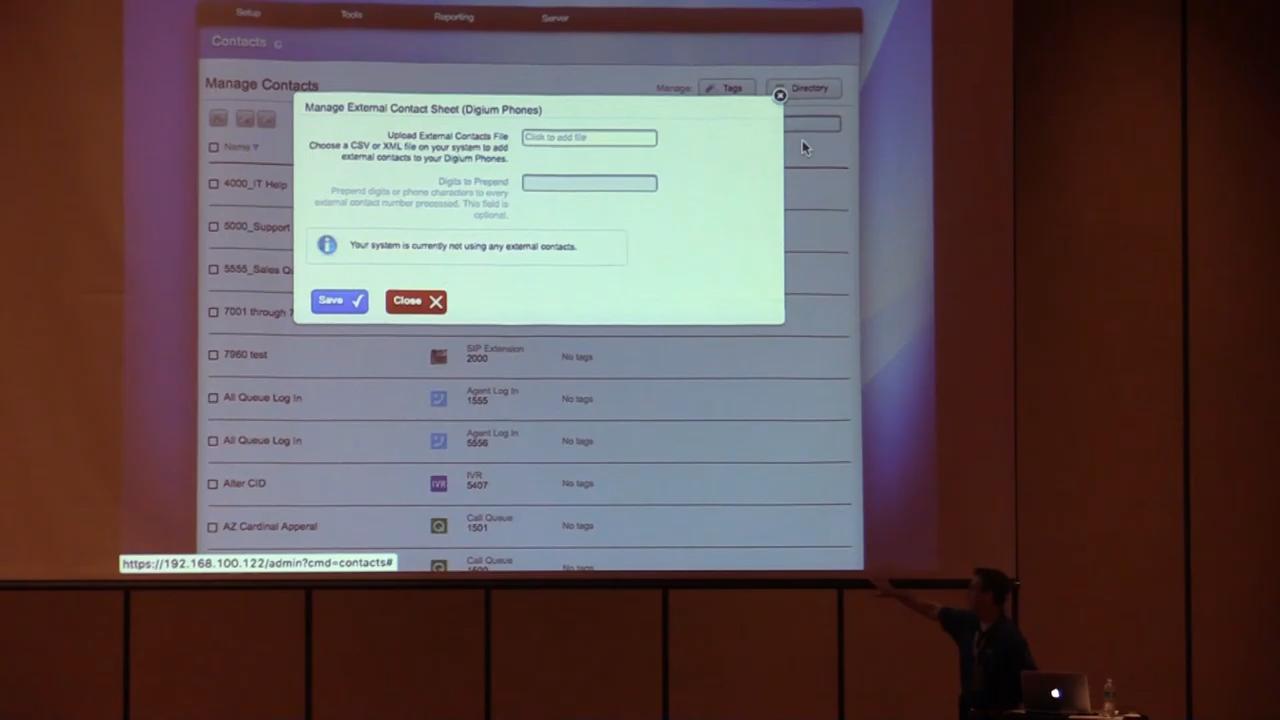 Setup Tools Reporting Server
Contacts
Manage Contacts
Manage: Tags Directory
Manage External Contact Sheet (Digium Phones)
Upload External Contacts File
Choose a CSV or XML file on your system to add
external contacts to your Digium Phones.
Click to add file
Digits to Prepend
Prepend digits or phone characters to every
external contact number processed. This field is
optional.
Your system is currently not using any external contacts.
Save
Close
Name
4000_IT Help
5000_Support
5555_Sales
7001 through
7960 test
SIP Extension
2000
No tags
All Queue Log In
Agent Log In
1555
No tags
All Queue Log In
Agent Log In
5556
No tags
Alter CID
IVR
IVR
5407
No tags
AZ Cardinal Apperal
Q
Call Queue
1501
No tags
Call Queue
No tags
https://192.168.100.122/admin?cmd=contacts#